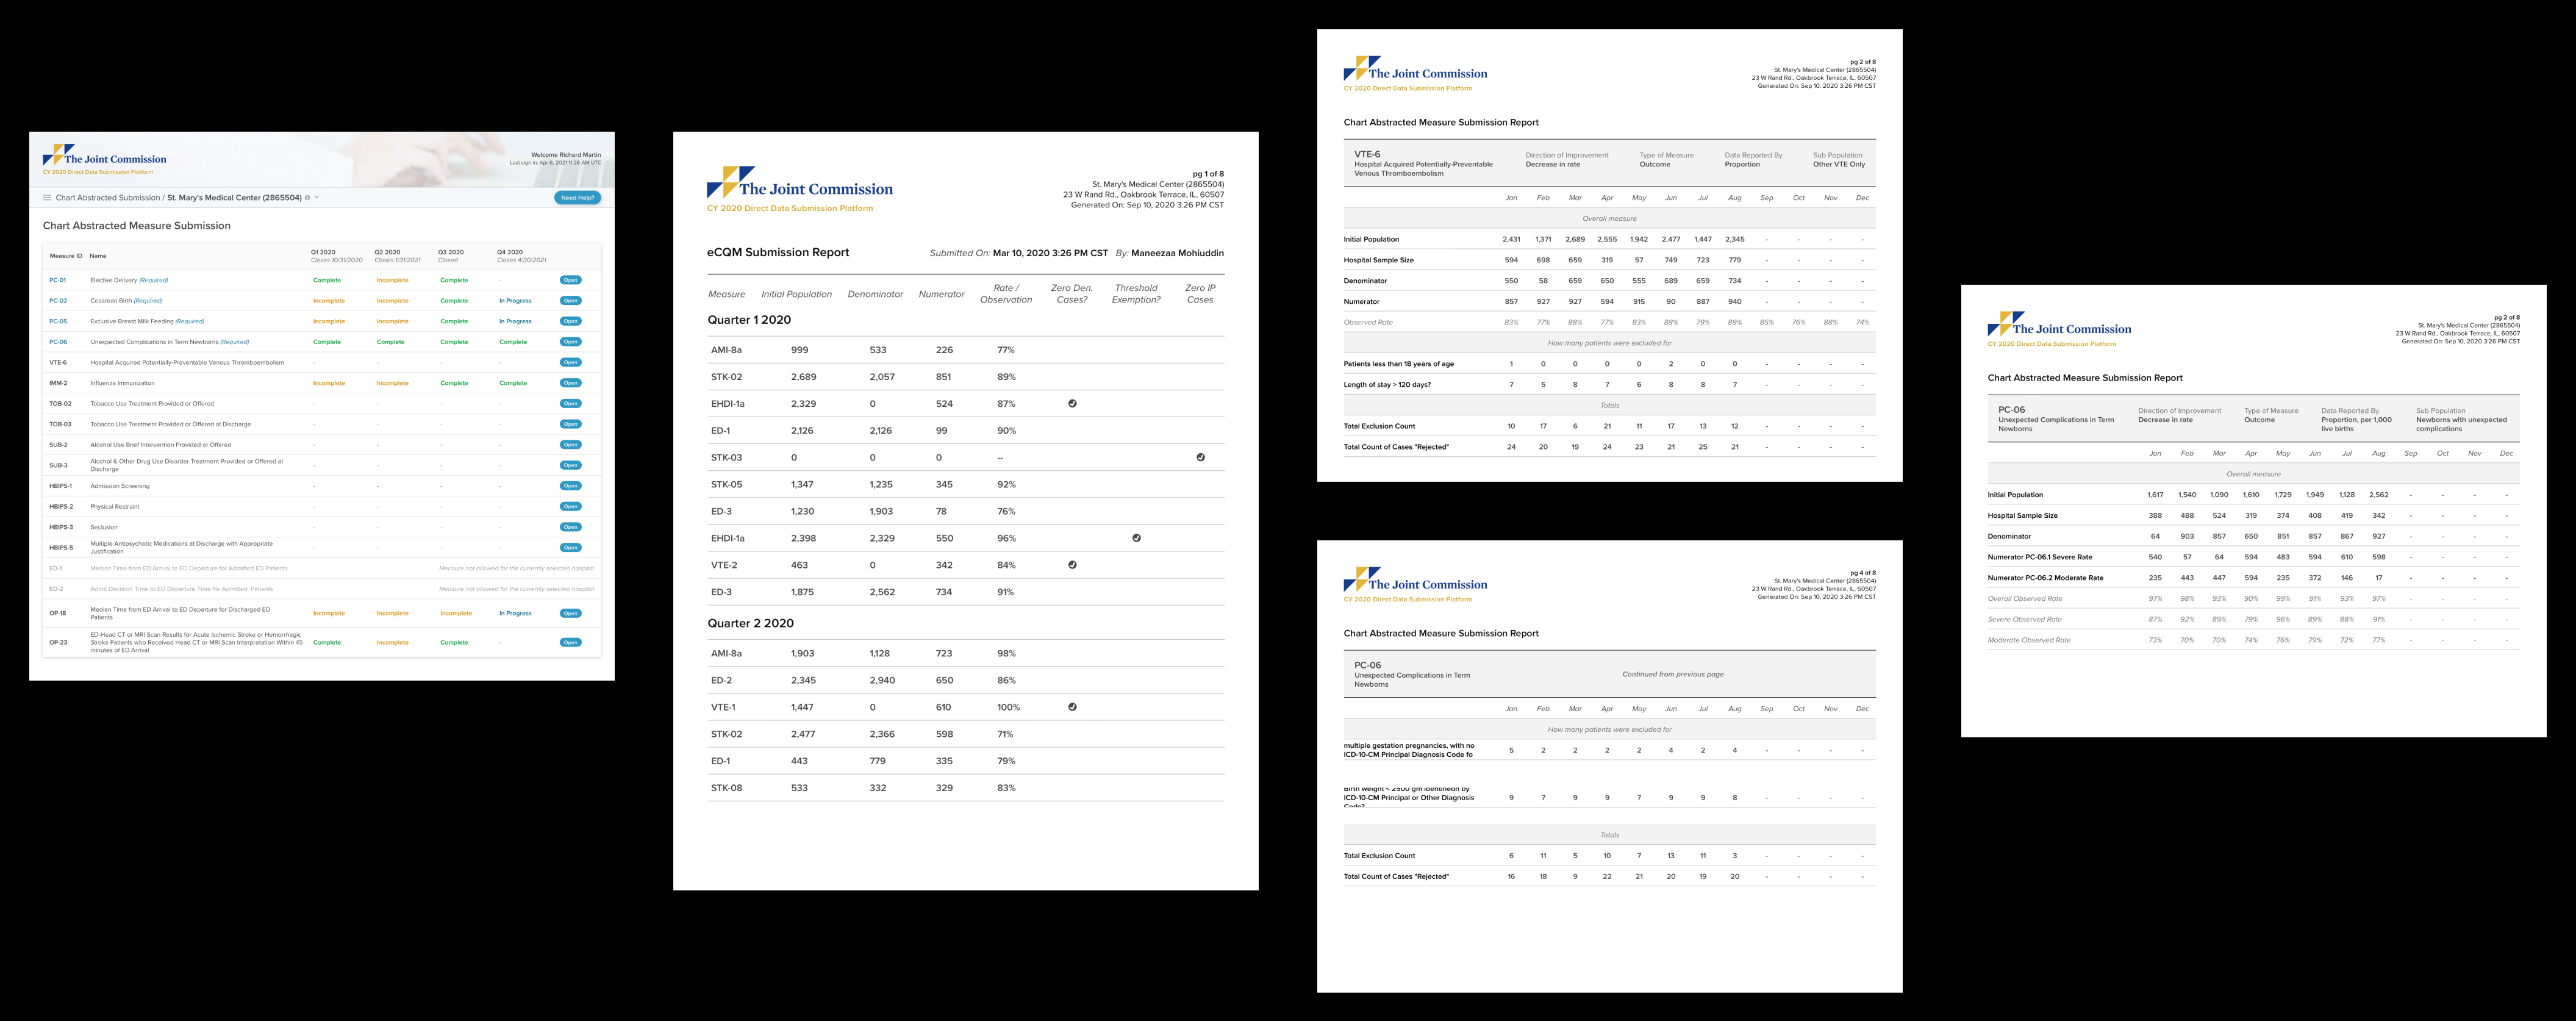 The Joint Commission
CY 2020 Direct Data Submission Platform
Welcome Richard Martin
Last sign in: Apr 6, 2021 11:26 AM UTC
Chart Abstracted Submission / St. Mary's Medical Center (2865504)
Need Help?
Chart Abstracted Measure Submission
Measure ID Name Q1 2020 Q2 2020 Q3 2020 Q4 2020
Closes 10/31/2020 Closes 1/31/2021 Closed Closes 4/30/2021
PC-01 Elective Delivery (Required) Complete Incomplete Complete - Open
PC-02 Cesarean Birth (Required) Incomplete Incomplete Complete In Progress Open
PC-05 Exclusive Breast Milk Feeding (Required) Incomplete Incomplete Complete In Progress Open
PC-06 Unexpected Complications in Term Newborns (Required) Complete Complete Complete Complete Open
VTE-6 Hospital Acquired Potentially-Preventable Venous Thromboembolism - - - - Open
IMM-2 Influenza Immunization Incomplete Incomplete Complete Complete Open
TOB-02 Tobacco Use Treatment Provided or Offered - - - - Open
TOB-03 Tobacco Use Treatment Provided or Offered at Discharge - - - - Open
SUB-2 Alcohol Use Brief Intervention Provided or Offered - - - - Open
SUB-3 Alcohol & Other Drug Use Disorder Treatment Provided or Offered at
Discharge - - - - Open
HBIPS-1 Admission Screening - - - - Open
HBIPS-2 Physical Restraint - - - - Open
HBIPS-3 Seclusion - - - - Open
HBIPS-5 Multiple Antipsychotic Medications at Discharge with Appropriate
Justification - - - - Open
ED-1 Median Time from ED Arrival to ED Departure for Admitted ED Patients Measure not allowed for the currently selected hospital
ED-2 Admit Decision Time to ED Departure Time for Admitted Patients Measure not allowed for the currently selected hospital
OP-18 Median Time from ED Arrival to ED Departure for Discharged ED
Patients Incomplete Incomplete Incomplete In Progress Open
OP-23 ED-Head CT or MRI Scan Results for Acute Ischemic Stroke or Hemorrhagic
Stroke Patients who Received Head CT or MRI Scan Interpretation Within 45
minutes of ED Arrival Complete Incomplete Complete - Open
The Joint Commission
CY 2020 Direct Data Submission Platform
pg 1 of 8
St. Mary's Medical Center (2865504)
23 W Rand Rd., Oakbrook Terrace, IL, 60507
Generated On: Sep 10, 2020 3:26 PM CST
eCQM Submission Report Submitted On: Mar 10, 2020 3:26 PM CST By: Maneezaa Mohiuddin
Measure Initial Population Denominator Numerator Rate / Observation Zero Den. Cases? Threshold Exemption? Zero IP Cases
Quarter 1 2020
AMI-8a 999 533 226 77%
STK-02 2,689 2,057 851 89%
EHDI-1a 2,329 0 524 87%
ED-1 2,126 2,126 99 90%
STK-03 0 0 0 --
STK-05 1,347 1,235 345 92%
ED-3 1,230 1,903 78 76%
EHDI-1a 2,398 2,329 550 96%
VTE-2 463 0 342 84%
ED-3 1,875 2,562 734 91%
Quarter 2 2020
AMI-8a 1,903 1,128 723 98%
ED-2 2,345 2,940 650 86%
VTE-1 1,447 0 610 100%
STK-02 2,477 2,366 598 71%
ED-1 443 779 335 79%
STK-08 533 332 329 83%
The Joint Commission
CY 2020 Direct Data Submission Platform
pg 2 of 8
St. Mary's Medical Center (2865504)
23 W Rand Rd., Oakbrook Terrace, IL, 60507
Generated On: Sep 10, 2020 3:26 PM CST
Chart Abstracted Measure Submission Report
VTE-6
Hospital Acquired Potentially-Preventable
Venous Thromboembolism
Direction of Improvement Type of Measure Data Reported By Sub Population
Decrease in rate Outcome Proportion Other VTE Only
Jan Feb Mar Apr May Jun Jul Aug Sep Oct Nov Dec
Overall measure
Initial Population 2,431 1,371 2,689 2,555 1,942 2,477 1,447 2,345 - - - -
Hospital Sample Size 594 698 659 319 57 749 723 779 - - - -
Denominator 550 58 659 650 555 689 659 734 - - - -
Numerator 857 927 927 594 915 90 887 940 - - - -
Observed Rate 83% 77% 88% 77% 83% 88% 79% 89% 85% 76% 88% 74%
How many patients were excluded for
Patients less than 18 years of age 1 0 0 0 0 2 0 0 - - - -
Length of stay > 120 days? 7 5 8 7 6 8 8 7 - - - -
Totals
Total Exclusion Count 10 17 6 21 11 17 13 12 - - - -
Total Count of Cases "Rejected" 24 20 19 24 23 21 25 21 - - - -
The Joint Commission
CY 2020 Direct Data Submission Platform
pg 4 of 8
St. Mary's Medical Center (2865504)
23 W Rand Rd., Oakbrook Terrace, IL, 60507
Generated On: Sep 10, 2020 3:26 PM CST
Chart Abstracted Measure Submission Report
PC-06
Unexpected Complications in Term
Newborns
Continued from previous page
Jan Feb Mar Apr May Jun Jul Aug Sep Oct Nov Dec
How many patients were excluded for
multiple gestation pregnancies, with no
ICD-10-CM Principal Diagnosis Code fo 5 2 2 2 2 4 2 4 - - - -
Birth weight < 2500 gm identifiedn by
ICD-10-CM Principal or Other Diagnosis
Code? 9 7 9 9 7 9 9 8 - - - -
Totals
Total Exclusion Count 6 11 5 10 7 13 11 3 - - - -
Total Count of Cases "Rejected" 16 18 9 22 21 20 19 20 - - - -
The Joint Commission
CY 2020 Direct Data Submission Platform
pg 2 of 8
St. Mary's Medical Center (2865504)
23 W Rand Rd., Oakbrook Terrace, IL, 60507
Generated On: Sep 10, 2020 3:26 PM CST
Chart Abstracted Measure Submission Report
PC-06
Unexpected Complications in Term
Newborns
Direction of Improvement Type of Measure Data Reported By Sub Population
Decrease in rate Outcome Proportion, per 1,000 Newborns with unexpected
live births complications
Jan Feb Mar Apr May Jun Jul Aug Sep Oct Nov Dec
Overall measure
Initial Population 1,617 1,540 1,090 1,610 1,729 1,949 1,128 2,562 - - - -
Hospital Sample Size 388 488 524 319 374 408 419 342 - - - -
Denominator 64 903 857 650 851 857 867 927 - - - -
Numerator PC-06.1 Severe Rate 540 57 64 594 483 594 610 598 - - - -
Numerator PC-06.2 Moderate Rate 235 443 447 594 235 372 146 17 - - - -
Overall Observed Rate 97% 98% 93% 90% 99% 91% 93% 97% - - - -
Severe Observed Rate 87% 92% 89% 79% 96% 89% 88% 91% - - - -
Moderate Observed Rate 73% 70% 70% 74% 76% 79% 72% 77% - - - -